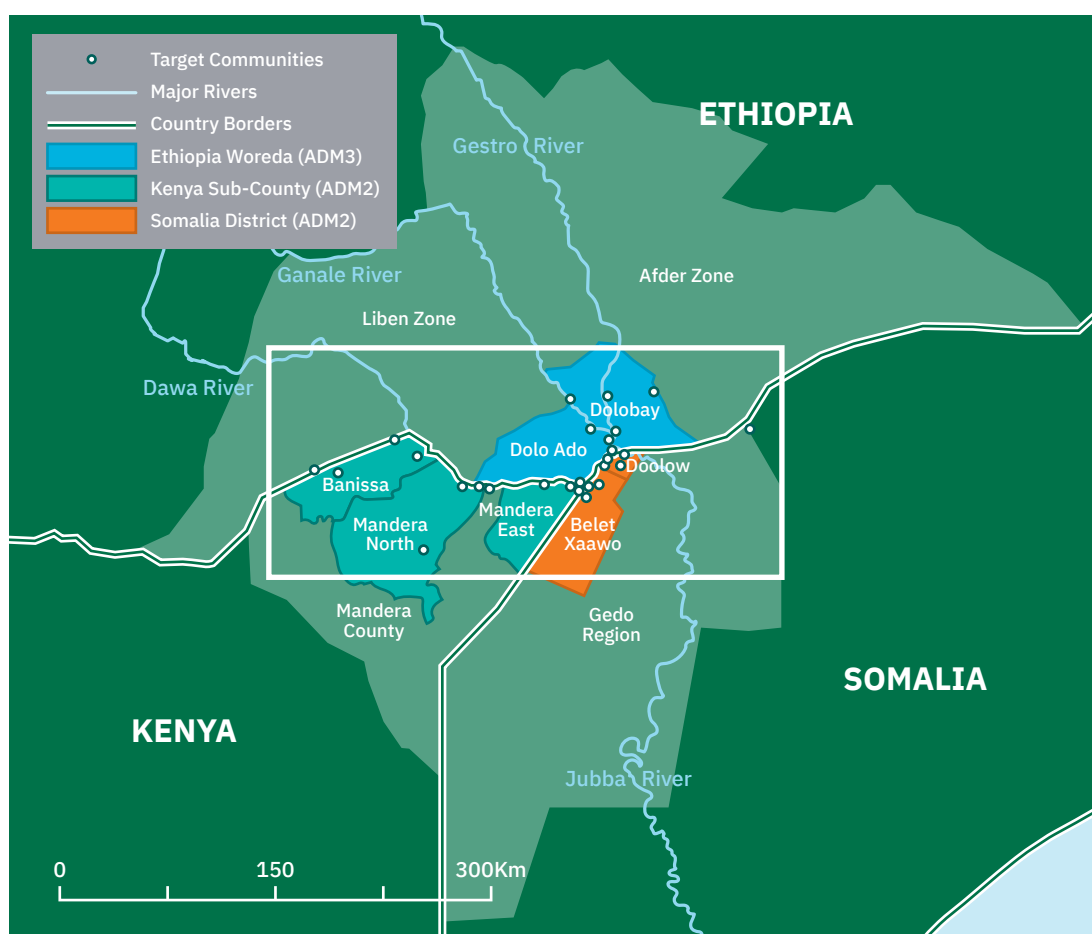 Target Communities
Major Rivers
Country Borders
Ethiopia Woreda (ADM3)
Kenya Sub-County (ADM2)
Somalia District (ADM2)
ETHIOPIA
Gestro River
Ganale River
Afder Zone
Liben Zone
Dawa River
Dolobay
Dolo Ado
Doolow
Banissa
Mandera
East
Mandera
North
Belet
Xaawo
Mandera
County
Gedo
Region
SOMALIA
KENYA
Jubba River
0
150
300Km